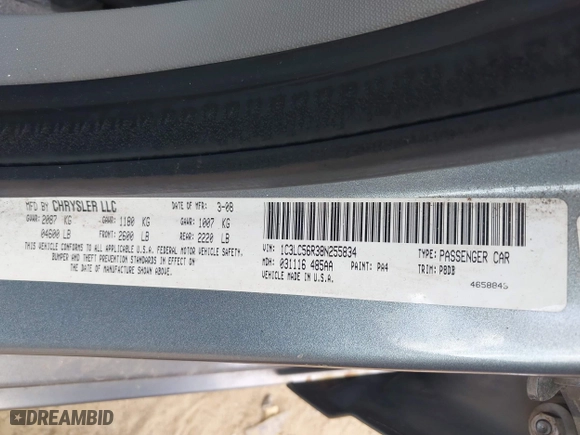 MFD BY CHRYSLER LLC DATE OF MFR: 3-08
GVWR: 2087 KG GAWR: 1180 KG GAWR: 1007 KG
04600 LB FRONT: 2600 LB REAR: 2220 LB
THIS VEHICLE CONFORMS TO ALL APPLICABLE U.S.A. FEDERAL MOTOR VEHICLE SAFETY,
BUMPER AND THEFT PREVENTION STANDARDS IN EFFECT ON
THE DATE OF MANUFACTURE SHOWN ABOVE.
VIN: 1C3LC56R38N255834 TYPE: PASSENGER CAR
MDH: 031116 485AA PAINT: PA4 TRIM: P8DB
VEHICLE MADE IN U.S.A.
4658845
DREAMBID